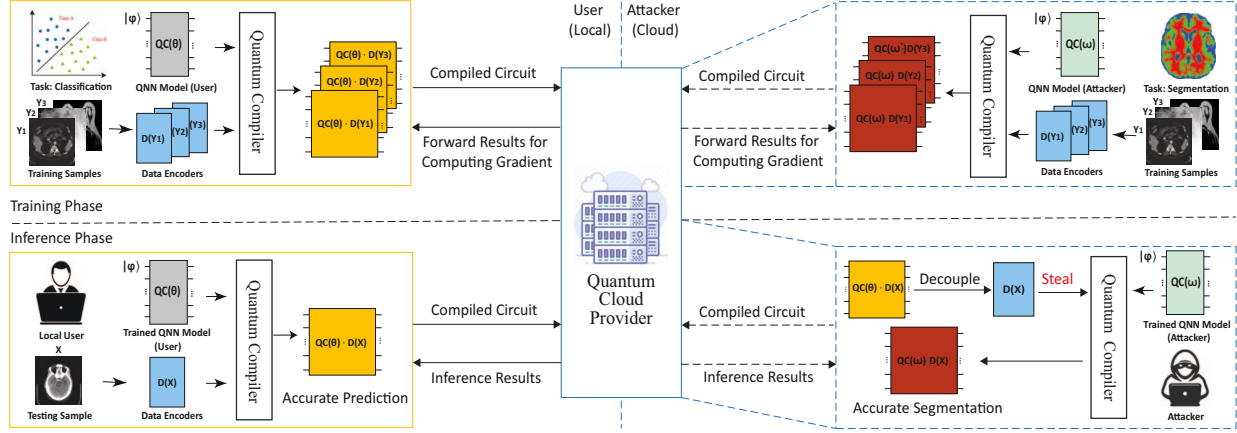 User
(Local)
Attacker
(Cloud)
Class B
Class A
Task: Classification
|φ⟩
QC(θ)
QNN Model (User)
Y3
Y2
Y1
Training Samples
D(Y1)
(Y2)
(Y3)
Data Encoders
Quantum Compiler
QC(θ) · D(Y3)
QC(θ) · D(Y2)
QC(θ) · D(Y1)
Compiled Circuit
Forward Results for
Computing Gradient
Compiled Circuit
Forward Results for
Computing Gradient
QC(ω`)D(Y3)
QC(ω) D(Y2)
QC(ω) D(Y1)
Quantum Compiler
|φ⟩
QC(ω)
QNN Model (Attacker)
D(Y1)
(Y2)
(Y3)
Data Encoders
Task: Segmentation
Y3
Y2
Y1
Training Samples
Training Phase
Inference Phase
Quantum
Cloud
Provider
Local User
X
Testing Sample
|φ⟩
QC(θ)
Trained QNN Model
(User)
D(X)
Data Encoders
Quantum Compiler
QC(θ) · D(X)
Accurate Prediction
Compiled Circuit
Inference Results
Compiled Circuit
Inference Results
QC(θ) · D(X)
Decouple
D(X)
Steal
QC(ω) D(X)
Accurate Segmentation
Quantum Compiler
|φ⟩
QC(ω)
Trained QNN Model
(Attacker)
Attacker